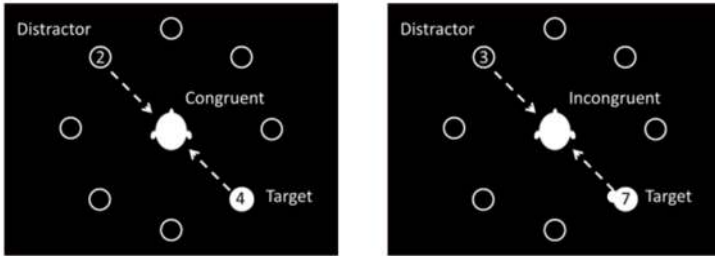 Distractor
2
Congruent
4
Target
Distractor
3
Incongruent
7
Target